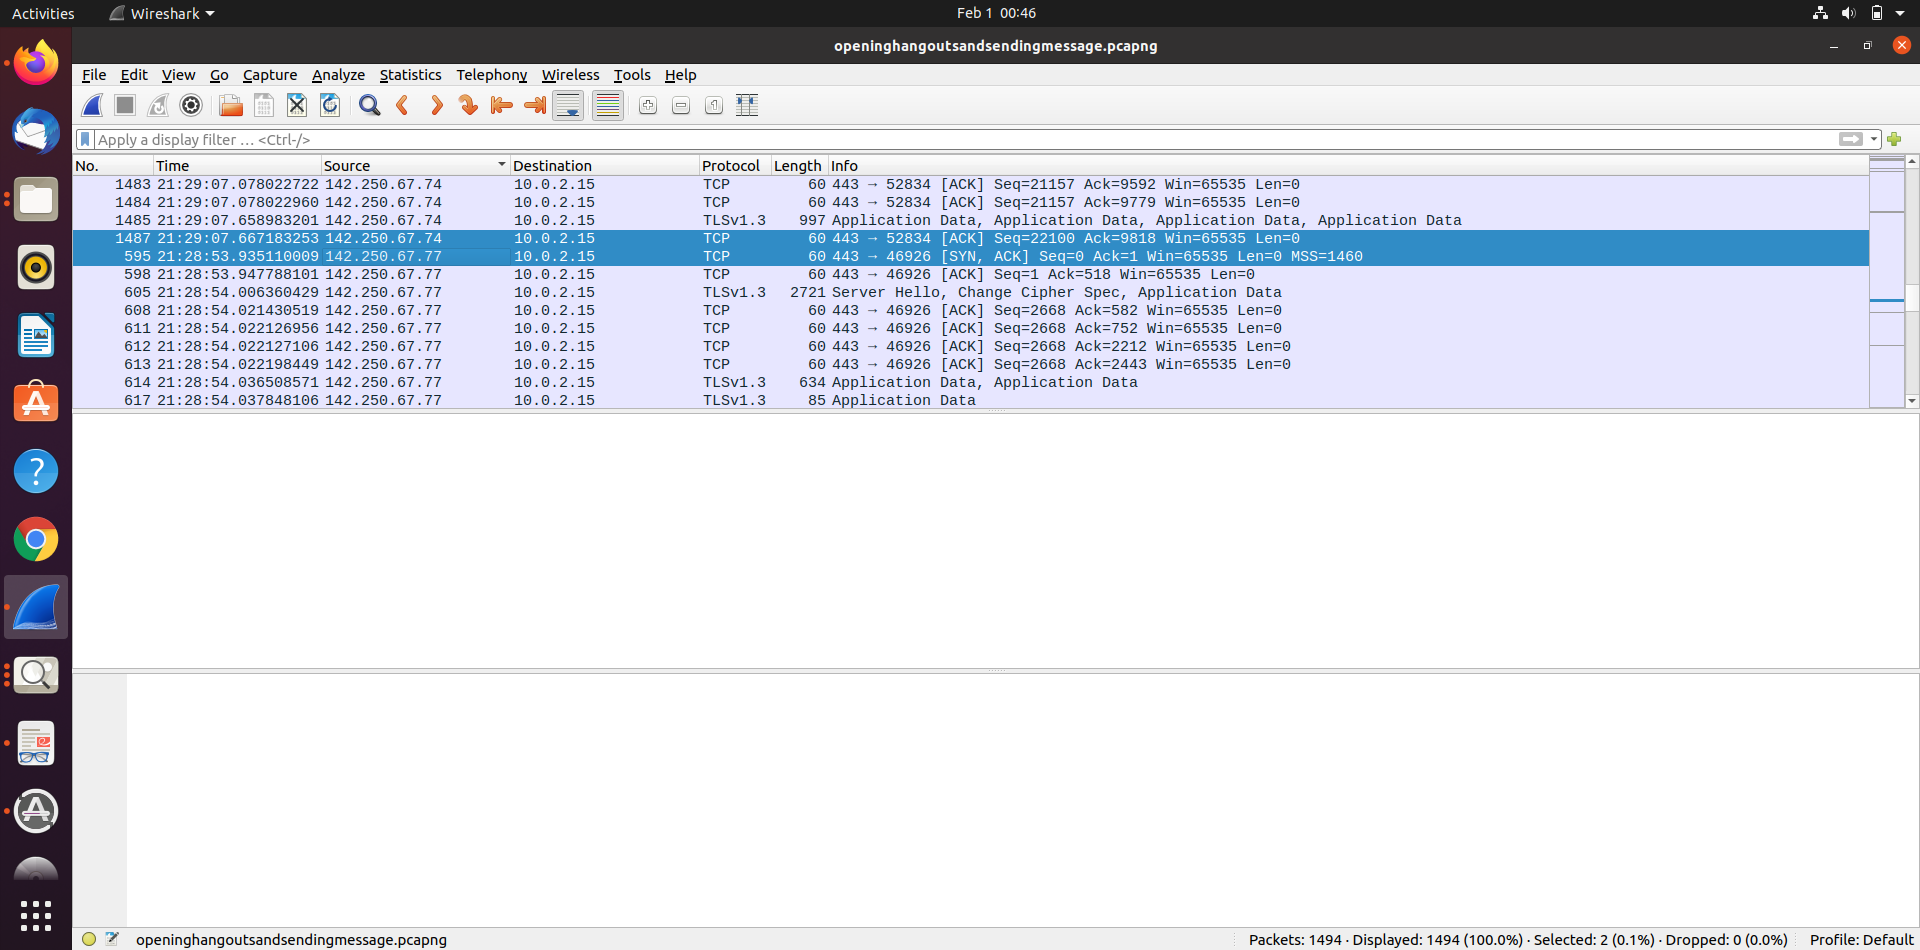 Activities Wireshark Feb 1 00:46
openinghangoutsandsendingmessage.pcapng
File Edit View Go Capture Analyze Statistics Telephony Wireless Tools Help
Apply a display filter … <Ctrl-/>
No. Time Source Destination Protocol Length Info
1483 21:29:07.078022722 142.250.67.74 10.0.2.15 TCP 60 443 → 52834 [ACK] Seq=21157 Ack=9592 Win=65535 Len=0
1484 21:29:07.078022960 142.250.67.74 10.0.2.15 TCP 60 443 → 52834 [ACK] Seq=21157 Ack=9779 Win=65535 Len=0
1485 21:29:07.658983201 142.250.67.74 10.0.2.15 TLSv1.3 997 Application Data, Application Data, Application Data, Application Data
1487 21:29:07.667183253 142.250.67.74 10.0.2.15 TCP 60 443 → 52834 [ACK] Seq=22100 Ack=9818 Win=65535 Len=0
595 21:28:53.935110009 142.250.67.77 10.0.2.15 TCP 60 443 → 46926 [SYN, ACK] Seq=0 Ack=1 Win=65535 Len=0 MSS=1460
598 21:28:53.947788101 142.250.67.77 10.0.2.15 TCP 60 443 → 46926 [ACK] Seq=1 Ack=518 Win=65535 Len=0
605 21:28:54.006360429 142.250.67.77 10.0.2.15 TLSv1.3 2721 Server Hello, Change Cipher Spec, Application Data
608 21:28:54.021430519 142.250.67.77 10.0.2.15 TCP 60 443 → 46926 [ACK] Seq=2668 Ack=582 Win=65535 Len=0
611 21:28:54.022126956 142.250.67.77 10.0.2.15 TCP 60 443 → 46926 [ACK] Seq=2668 Ack=752 Win=65535 Len=0
612 21:28:54.022127106 142.250.67.77 10.0.2.15 TCP 60 443 → 46926 [ACK] Seq=2668 Ack=2212 Win=65535 Len=0
613 21:28:54.022198449 142.250.67.77 10.0.2.15 TCP 60 443 → 46926 [ACK] Seq=2668 Ack=2443 Win=65535 Len=0
614 21:28:54.036508571 142.250.67.77 10.0.2.15 TLSv1.3 634 Application Data, Application Data
617 21:28:54.037848106 142.250.67.77 10.0.2.15 TLSv1.3 85 Application Data
openinghangoutsandsendingmessage.pcapng Packets: 1494 · Displayed: 1494 (100.0%) · Selected: 2 (0.1%) · Dropped: 0 (0.0%) Profile: Default